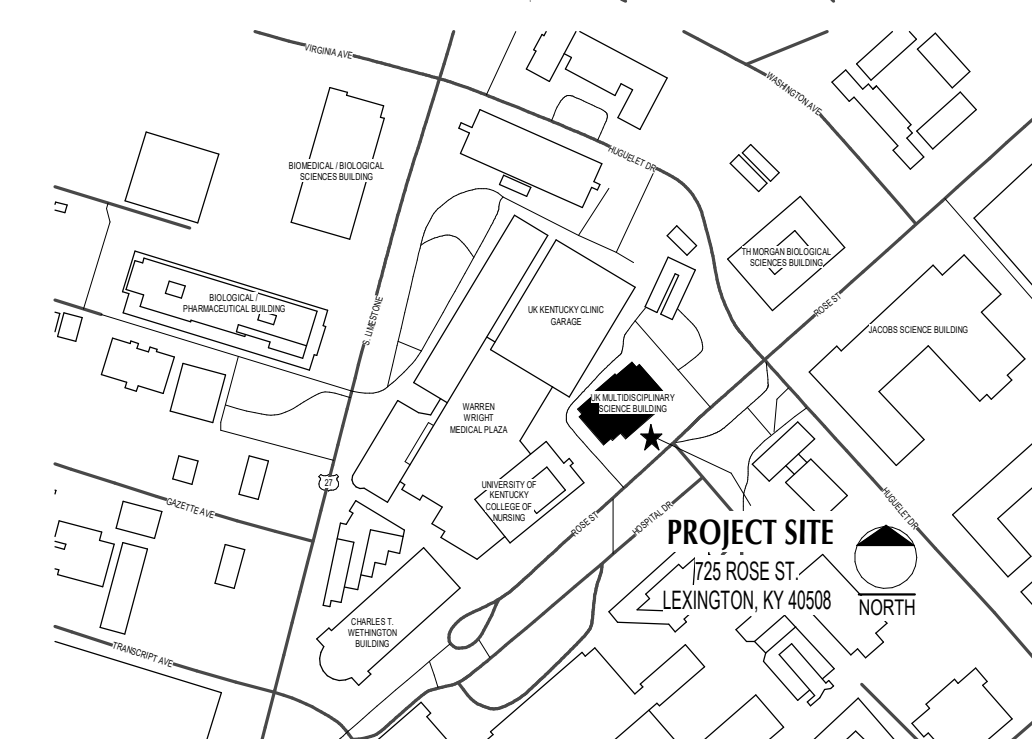 VIRGINIA AVE
WASHINGTON AVE
HUGUELET DR
BIOMEDICAL / BIOLOGICAL
SCIENCES BUILDING
TH MORGAN BIOLOGICAL
SCIENCES BUILDING
BIOLOGICAL /
PHARMACEUTICAL BUILDING
S. LIMESTONE
UK KENTUCKY CLINIC
GARAGE
ROSE ST
JACOBS SCIENCE BUILDING
UK MULTIDISCIPLINARY
SCIENCE BUILDING
WARREN
WRIGHT
MEDICAL PLAZA
27
UNIVERSITY OF
KENTUCKY
COLLEGE OF
NURSING
GAZETTE AVE
ROSE ST
HOSPITAL DR
HUGUELET DR
PROJECT SITE
725 ROSE ST.
LEXINGTON, KY 40508
NORTH
CHARLES T.
WETHINGTON
BUILDING
TRANSCRIPT AVE